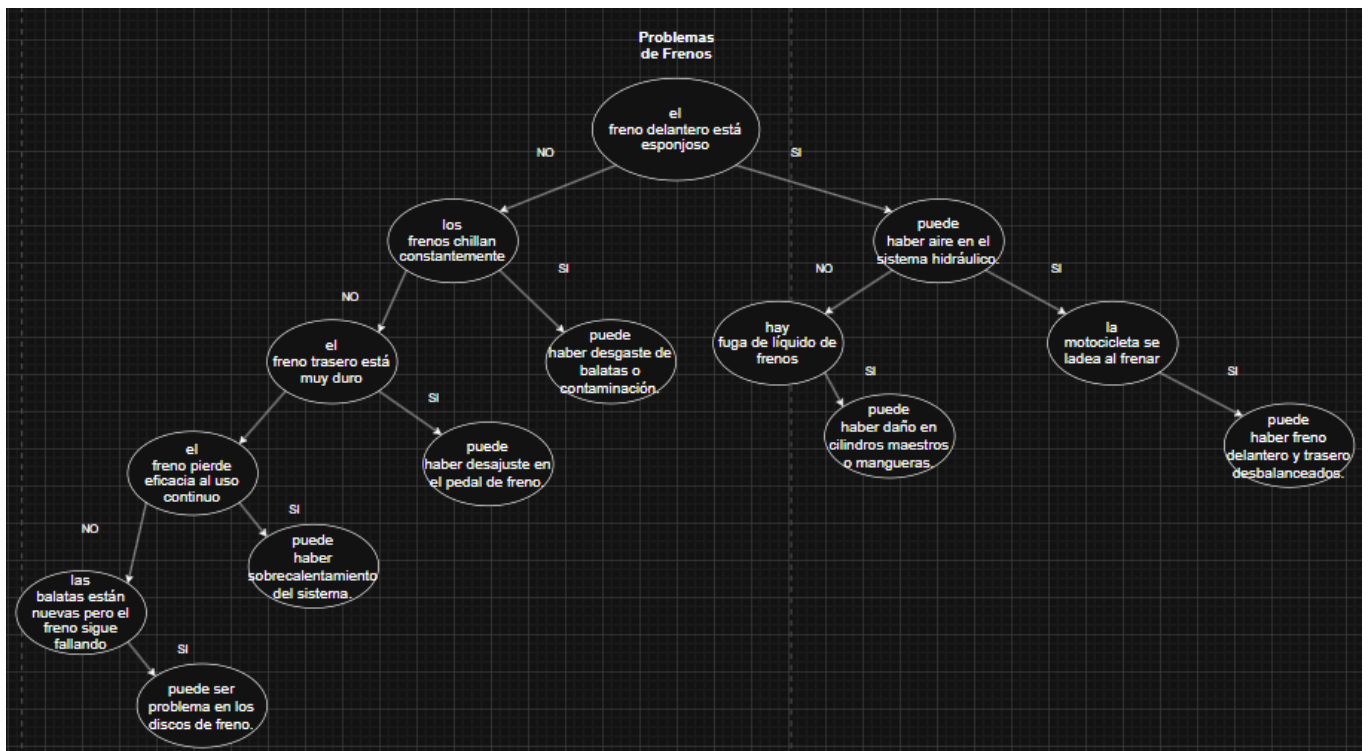 Problemas
de Frenos
el
freno delantero está
esponjoso
NO
SI
los
frenos chillan
constantemente
puede
haber aire en el
sistema hidráulico.
SI
NO
SI
NO
el
freno trasero está
muy duro
puede
haber desgaste de
balatas o
contaminación.
hay
fuga de líquido de
frenos
la
motocicleta se
ladea al frenar
SI
SI
SI
el
freno pierde
eficacia al uso
continuo
puede
haber desajuste en
el pedal de freno.
puede
haber daño en
cilindros maestros
o mangueras.
puede
haber freno
delantero y trasero
desbalanceados.
NO
SI
las
balatas están
nuevas pero el
freno sigue
fallando
puede
haber
sobrecalentamiento
del sistema.
SI
puede ser
problema en los
discos de freno.